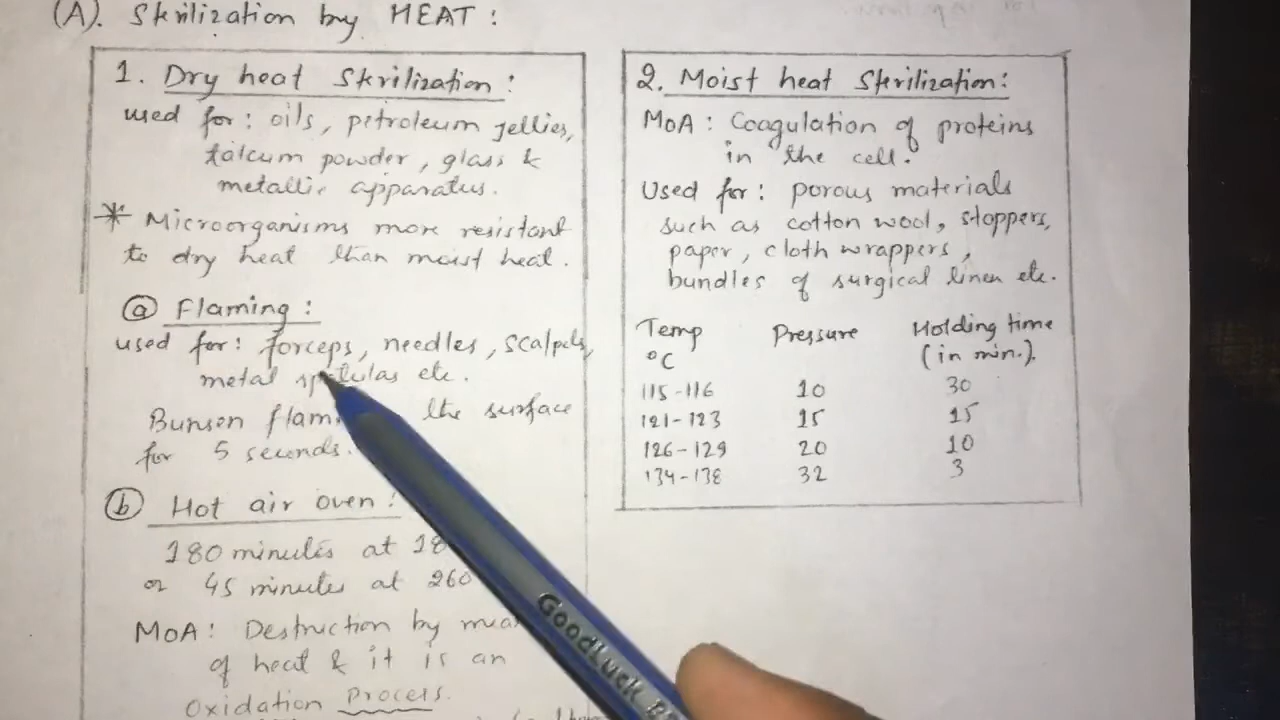 (A). Sterilization by HEAT :
1. Dry heat Sterilization :
used for : oils, petroleum jellies,
talcum powder, glass &
metallic apparatus.
* Microorganisms more resistant
to dry heat than moist heat.
(a) Flaming :
used for : forceps, needles, scalpels,
metal spatulas etc.
Bunsen the surface
for 5 seconds.
(b) Hot air oven :
180 minutes at
or 45 minutes at 260
MOA : Destruction by
of heat & it is an
Oxidation Process.
2. Moist heat Sterilization :
MOA : Coagulation of proteins
in the cell.
Used for : porous materials
such as cotton wool, stoppers,
paper, cloth wrappers,
bundles of surgical linen etc.
Temp Pressure Holding time
°C (in min.).
115-116 10 30
121-123 15 15
126-129 20 10
134-138 32 3
GoodLuck